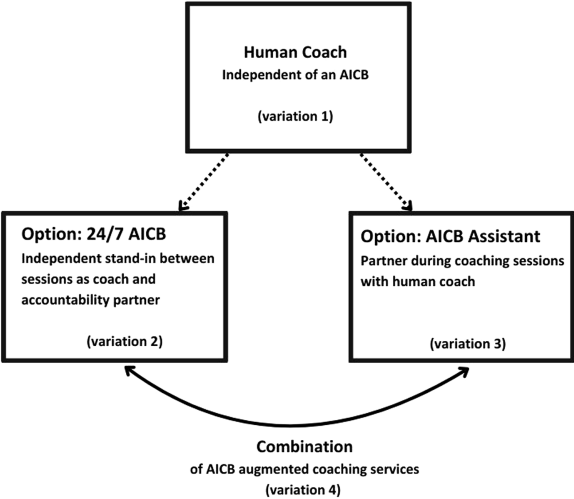 Human Coach
Independent of an AICB
(variation 1)
Option: 24/7 AICB
Independent stand-in between
sessions as coach and
accountability partner
(variation 2)
Option: AICB Assistant
Partner during coaching sessions
with human coach
(variation 3)
Combination
of AICB augmented coaching services
(variation 4)